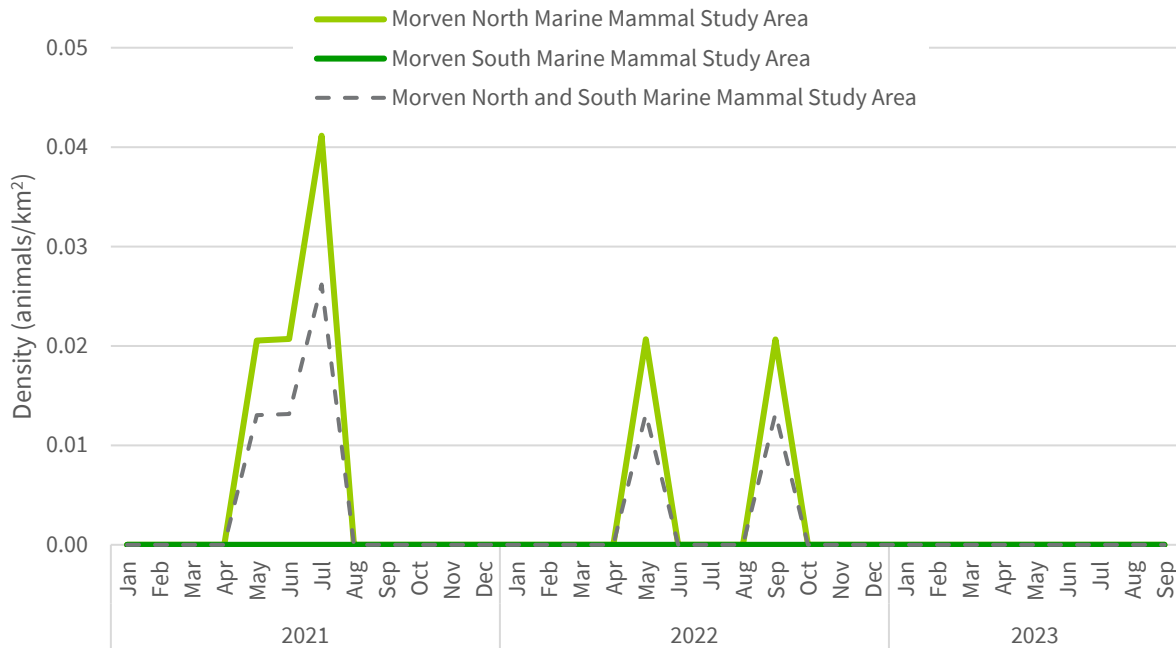 Morven North Marine Mammal Study Area
Morven South Marine Mammal Study Area
Morven North and South Marine Mammal Study Area
Density (animals/km²)
0.05
0.04
0.03
0.02
0.01
0.00
Jan Feb Mar Apr May Jun Jul Aug Sep Oct Nov Dec Jan Feb Mar Apr May Jun Jul Aug Sep Oct Nov Dec Jan Feb Mar Apr May Jun Jul Aug Sep
2021 2022 2023